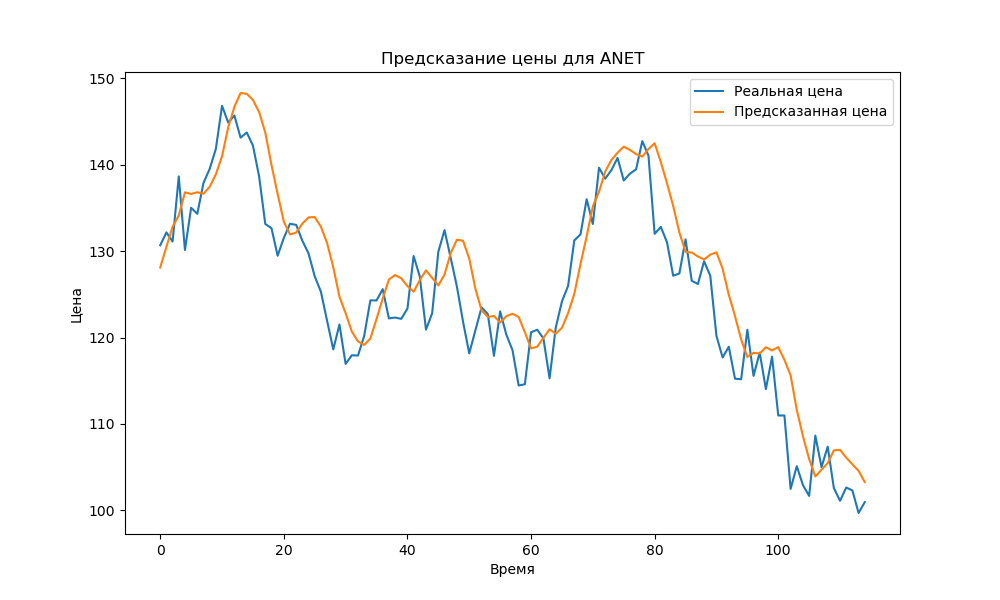 Предсказание цены для ANET
Реальная цена
Предсказанная цена
Цена
150
140
130
120
110
100
0 20 40 60 80 100
Время